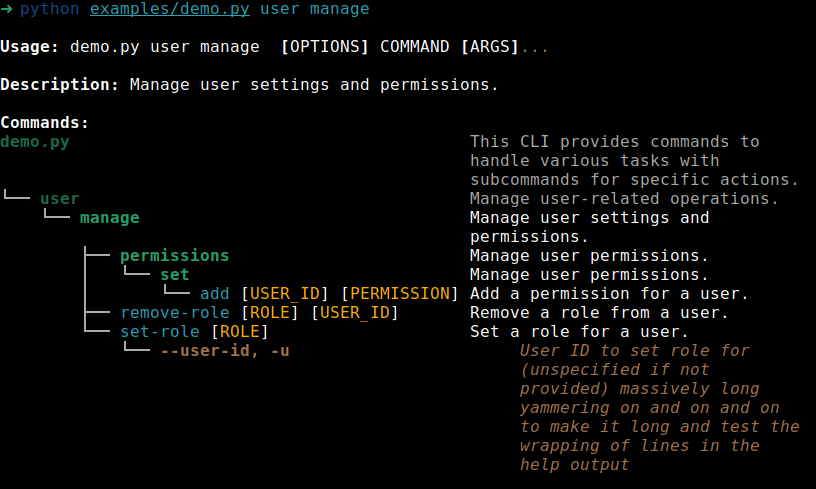 ➜ python examples/demo.py user manage
Usage: demo.py user manage  [OPTIONS] COMMAND [ARGS]...
Description: Manage user settings and permissions.
Commands:
demo.py This CLI provides commands to
handle various tasks with
subcommands for specific actions.
└── user Manage user-related operations.
└── manage Manage user settings and
permissions.
├── permissions Manage user permissions.
│   └── set Manage user permissions.
│       └── add [USER_ID] [PERMISSION] Add a permission for a user.
├── remove-role [ROLE] [USER_ID] Remove a role from a user.
└── set-role [ROLE] Set a role for a user.
└── --user-id, -u User ID to set role for
(unspecified if not
provided) massively long
yammering on and on and on
to make it long and test the
wrapping of lines in the
help output